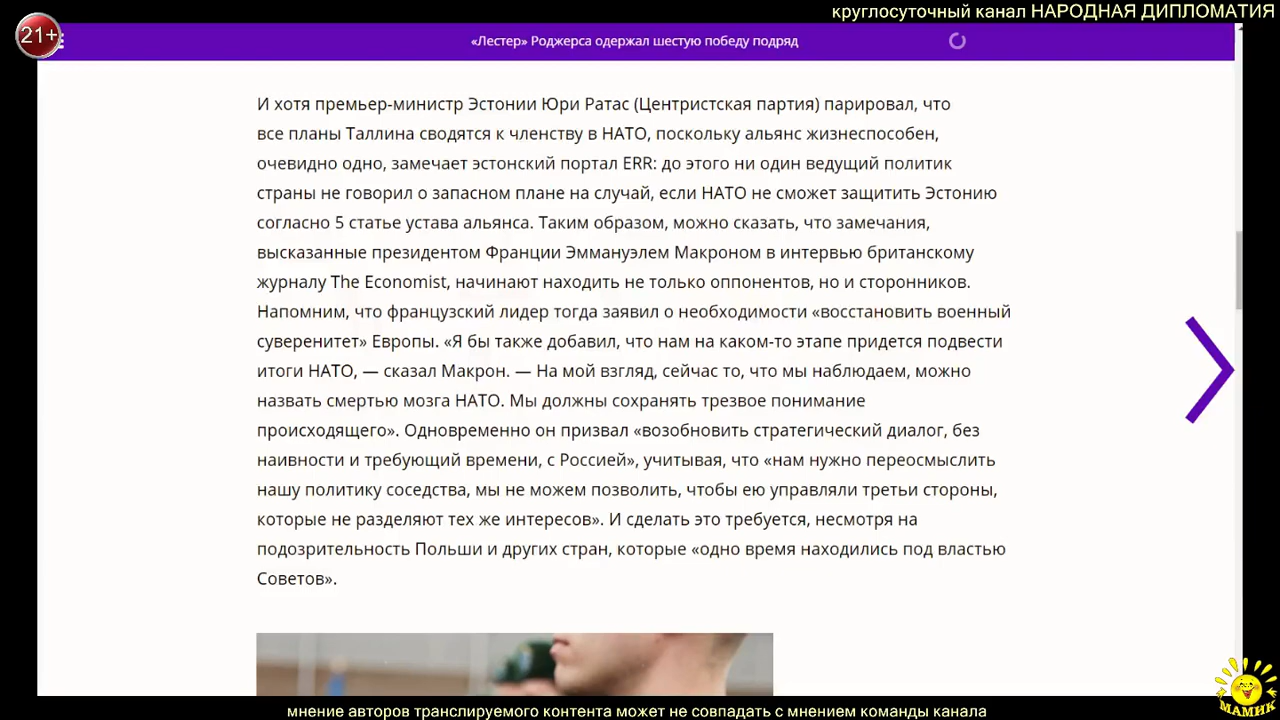 круглосуточный канал НАРОДНАЯ ДИПЛОМАТИЯ
21+
«Лестер» Роджерса одержал шестую победу подряд
И хотя премьер-министр Эстонии Юри Ратас (Центристская партия) парировал, что
все планы Таллина сводятся к членству в НАТО, поскольку альянс жизнеспособен,
очевидно одно, замечает эстонский портал ERR: до этого ни один ведущий политик
страны не говорил о запасном плане на случай, если НАТО не сможет защитить Эстонию
согласно 5 статье устава альянса. Таким образом, можно сказать, что замечания,
высказанные президентом Франции Эммануэлем Макроном в интервью британскому
журналу The Economist, начинают находить не только оппонентов, но и сторонников.
Напомним, что французский лидер тогда заявил о необходимости «восстановить военный
суверенитет» Европы. «Я бы также добавил, что нам на каком-то этапе придется подвести
итоги НАТО, — сказал Макрон. — На мой взгляд, сейчас то, что мы наблюдаем, можно
назвать смертью мозга НАТО. Мы должны сохранять трезвое понимание
происходящего». Одновременно он призвал «возобновить стратегический диалог, без
наивности и требующий времени, с Россией», учитывая, что «нам нужно переосмыслить
нашу политику соседства, мы не можем позволить, чтобы ею управляли третьи стороны,
которые не разделяют тех же интересов». И сделать это требуется, несмотря на
подозрительность Польши и других стран, которые «одно время находились под властью
Советов».
МАМИК
мнение авторов транслируемого контента может не совпадать с мнением команды канала